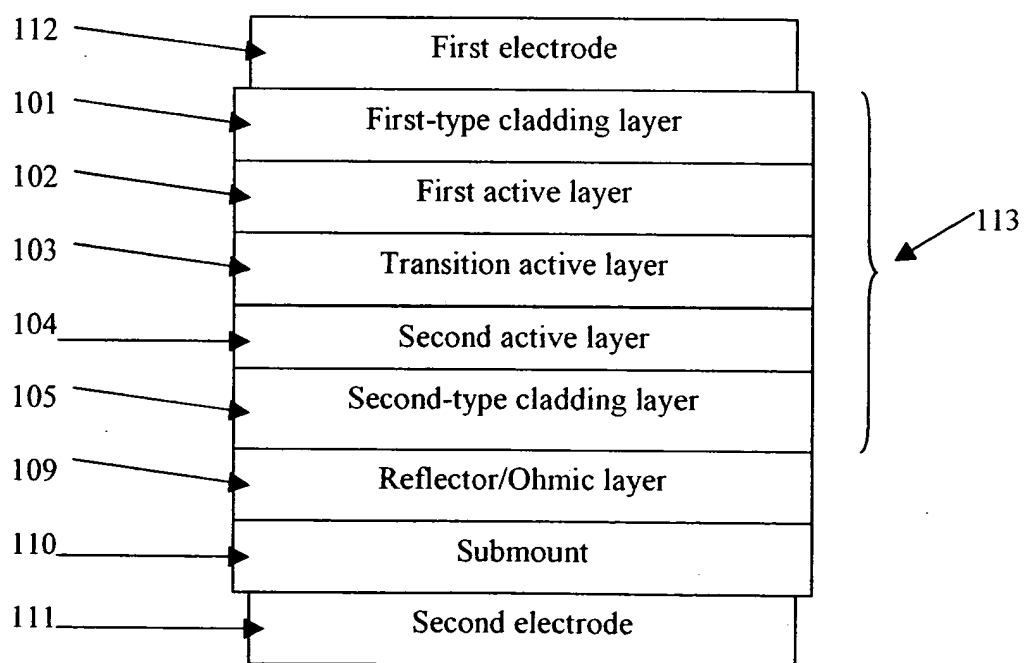 112
First electrode
101
First-type cladding layer
102
First active layer
113
103
Transition active layer
104
Second active layer
105
Second-type cladding layer
109
Reflector/Ohmic layer
110
Submount
111
Second electrode